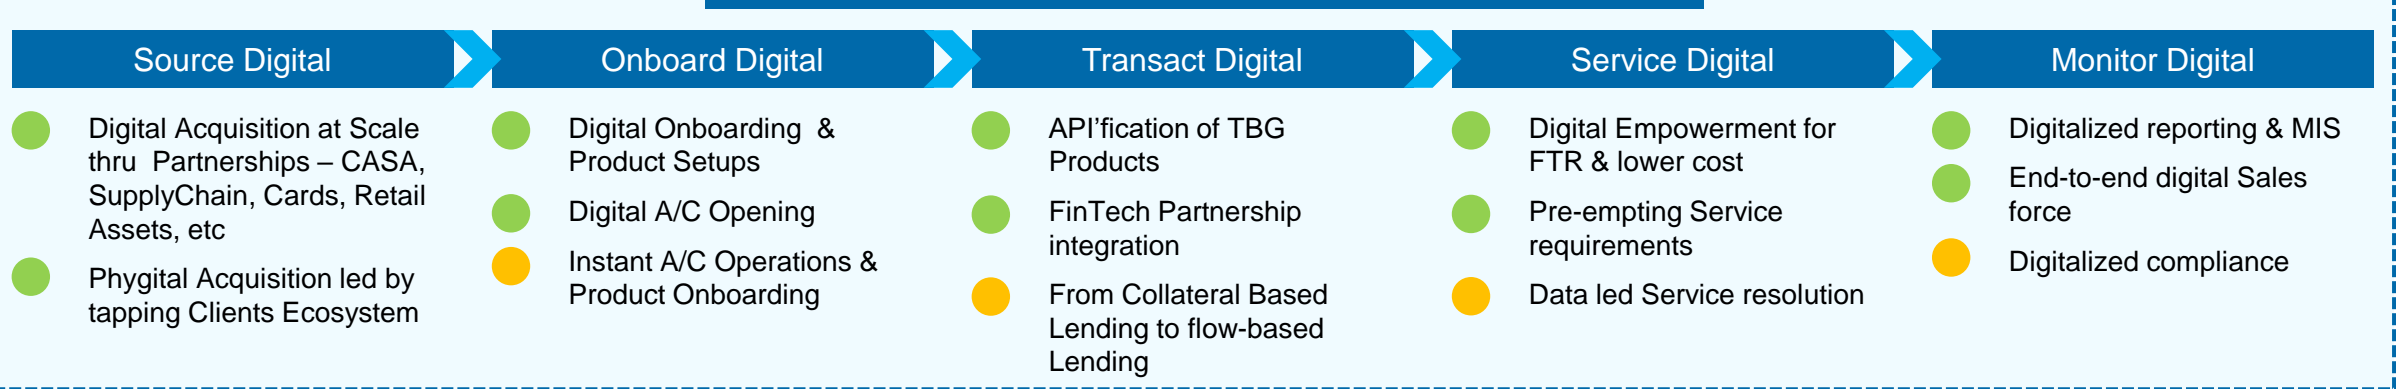 Source Digital
Digital Acquisition at Scale
thru  Partnerships – CASA,
SupplyChain, Cards, Retail
Assets, etc
Phygital Acquisition led by
tapping Clients Ecosystem
Onboard Digital
Digital Onboarding  &
Product Setups
Digital A/C Opening
Instant A/C Operations &
Product Onboarding
Transact Digital
API’fication of TBG
Products
FinTech Partnership
integration
From Collateral Based
Lending to flow-based
Lending
Service Digital
Digital Empowerment for
FTR & lower cost
Pre-empting Service
requirements
Data led Service resolution
Monitor Digital
Digitalized reporting & MIS
End-to-end digital Sales
force
Digitalized compliance